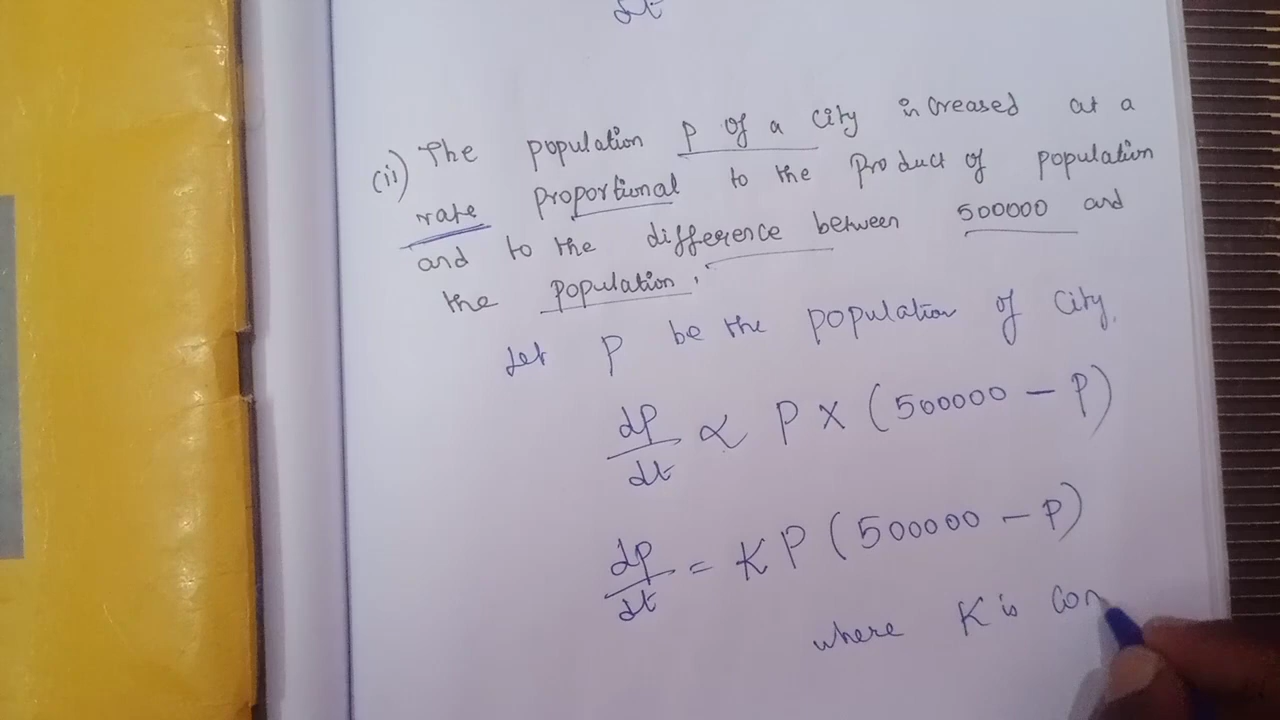 dt
(ii) The population P of a city increased at a
rate proportional to the product of population
and to the difference between 500000 and
the population.
Let P be the population of City.
dP/dt ∝ P X (500000 - P)
dP/dt = KP (500000 - P)
where K is con